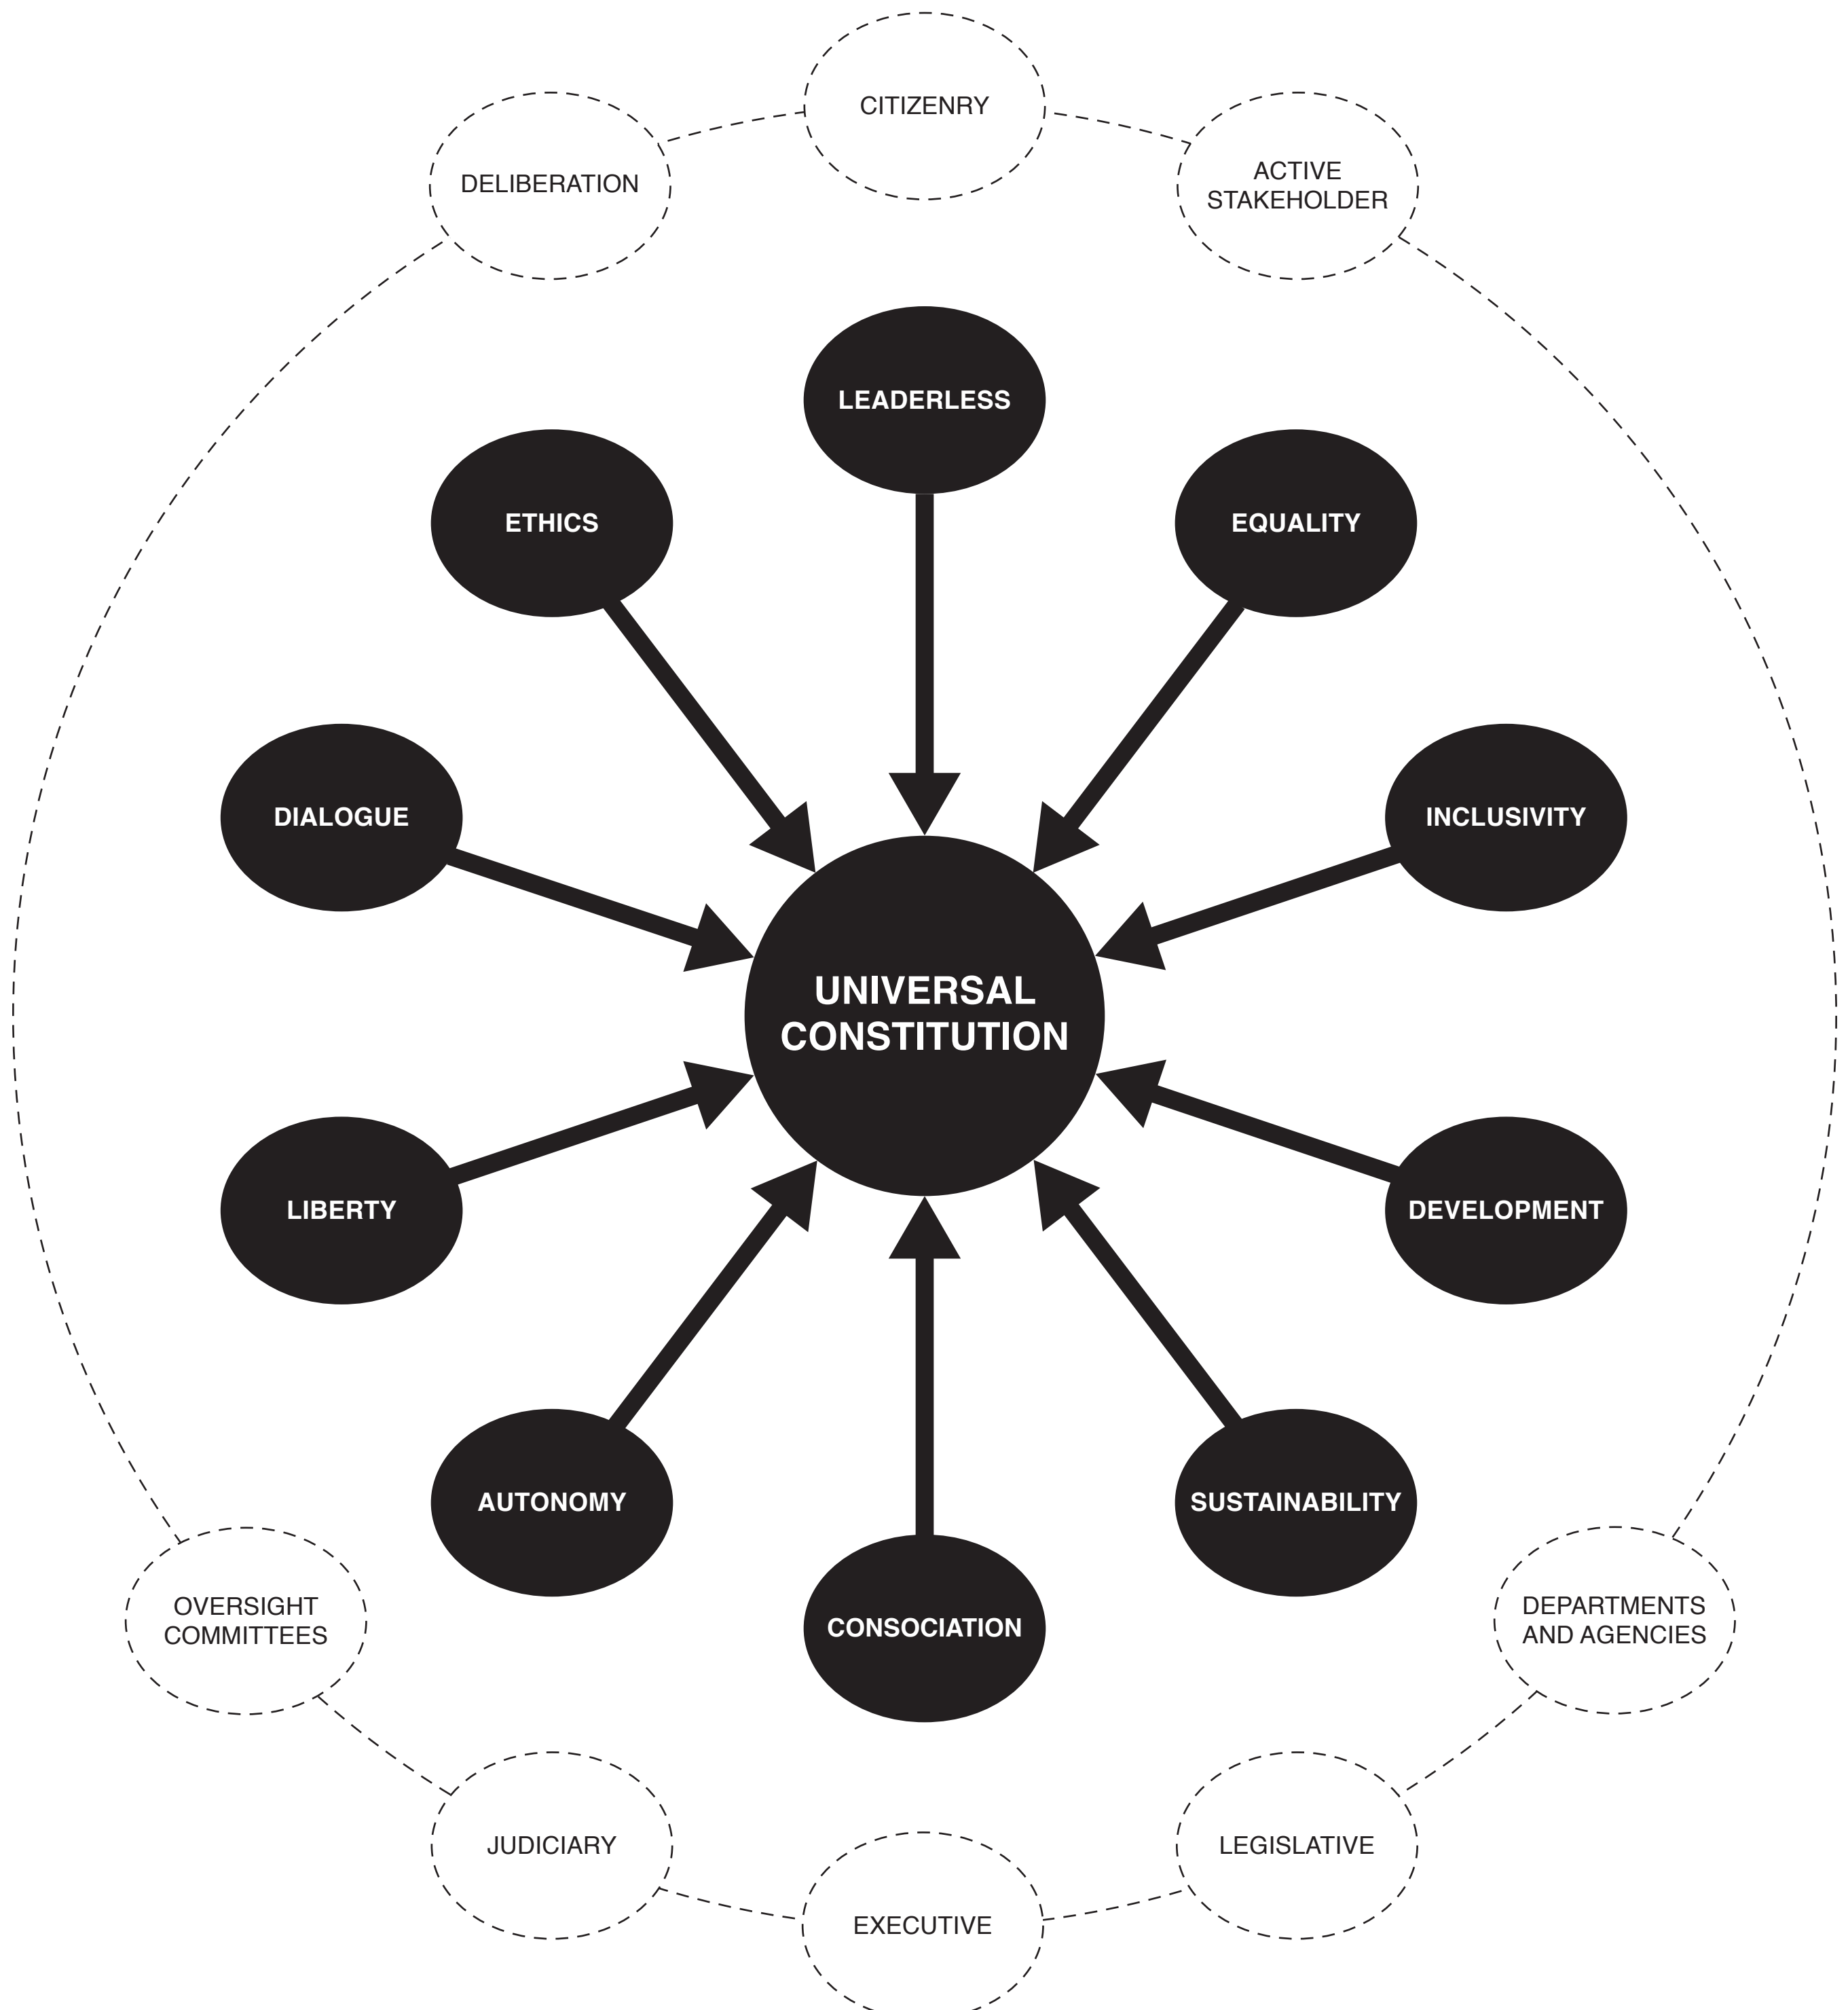 CITIZENRY
DELIBERATION
ACTIVE
STAKEHOLDER
LEADERLESS
ETHICS
EQUALITY
DIALOGUE
INCLUSIVITY
UNIVERSAL
CONSTITUTION
LIBERTY
DEVELOPMENT
AUTONOMY
SUSTAINABILITY
CONSOCIATION
OVERSIGHT
COMMITTEES
DEPARTMENTS
AND AGENCIES
JUDICIARY
LEGISLATIVE
EXECUTIVE